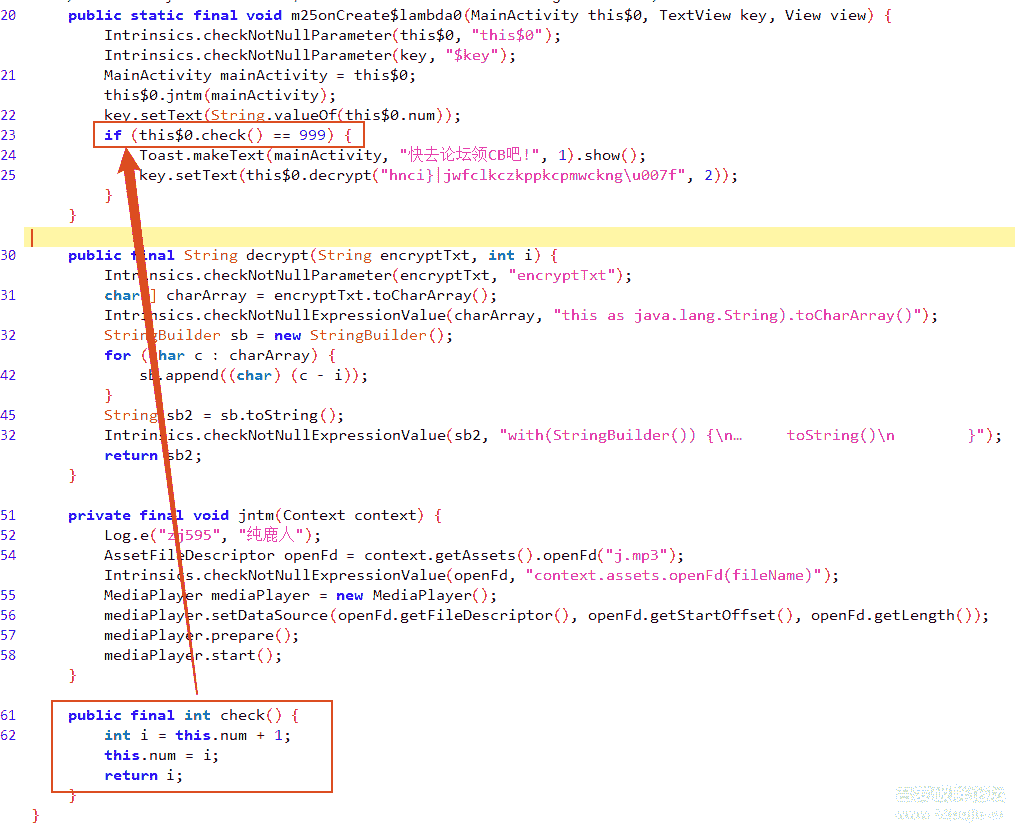 20 public static final void m25onCreate$lambda0(MainActivity this$0, TextView key, View view) {
Intrinsics.checkNotNullParameter(this$0, "this$0");
Intrinsics.checkNotNullParameter(key, "$key");
21 MainActivity mainActivity = this$0;
this$0.jntm(mainActivity);
22 key.setText(String.valueOf(this$0.num));
23 if (this$0.check() == 999) {
24 Toast.makeText(mainActivity, "快去论坛领CB吧!", 1).show();
25 key.setText(this$0.decrypt("hnci}|jwfclkczkppkcpmwckng\u007f", 2));
}
}
30 public final String decrypt(String encryptTxt, int i) {
Intrinsics.checkNotNullParameter(encryptTxt, "encryptTxt");
31 char[] charArray = encryptTxt.toCharArray();
Intrinsics.checkNotNullExpressionValue(charArray, "this as java.lang.String).toCharArray()");
32 StringBuilder sb = new StringBuilder();
for (char c : charArray) {
42 sb.append((char) (c - i));
}
45 String sb2 = sb.toString();
32 Intrinsics.checkNotNullExpressionValue(sb2, "with(StringBuilder()) {\n… toString()\n }");
return sb2;
}
51 private final void jntm(Context context) {
52 Log.e("zj595", "纯鹿人");
54 AssetFileDescriptor openFd = context.getAssets().openFd("j.mp3");
Intrinsics.checkNotNullExpressionValue(openFd, "context.assets.openFd(fileName)");
55 MediaPlayer mediaPlayer = new MediaPlayer();
56 mediaPlayer.setDataSource(openFd.getFileDescriptor(), openFd.getStartOffset(), openFd.getLength());
57 mediaPlayer.prepare();
58 mediaPlayer.start();
}
61 public final int check() {
62 int i = this.num + 1;
this.num = i;
return i;
}
}